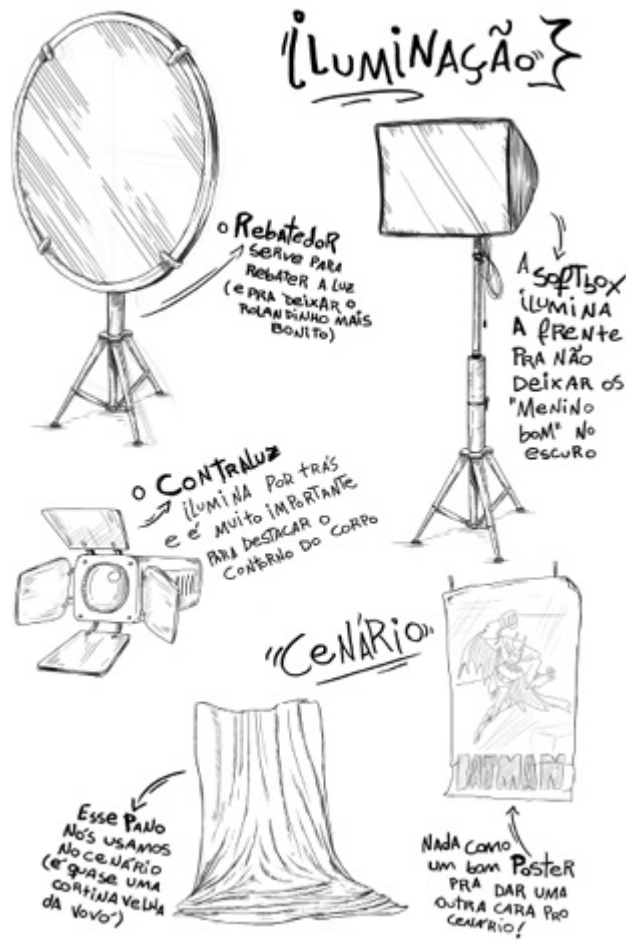 "iLUMiNAÇÃO"
O RebatedoR
SERVE PARA
REBATER A LUZ
(e PRA DEIXAR O
ROLANDINHO MAIS
BONITO)
A SOFTBOX
iLUMINA
A fRENte
PRA NÃO
DEIXAR OS
"MeNiNO
boM" NO
eSCURO
O CONTRALUZ
iLUMINA POR TRÁS
e é MUITO IMPORTANTE
PARA DESTACAR O
CONTORNO DO CORPO
"CeNÁRiO"
Esse PANO
NÓS USAMOS
NO CENÁRIO
(é QUASE UMA
CORTINA VELHA
DA VOVÓ)
BATMAN
NADA COMO
UM bOM POSteR
PRA DAR UMA
OUTRA CARA PRO
CENÁRIO!